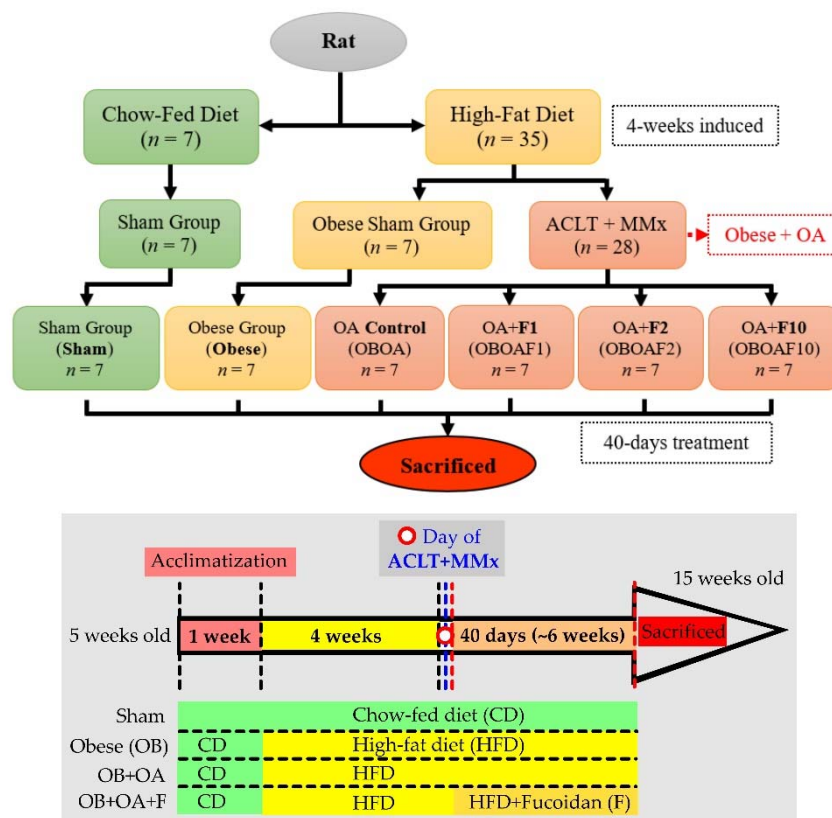 Rat
Chow-Fed Diet
(n = 7)
High-Fat Diet
(n = 35)
4-weeks induced
Sham Group
(n = 7)
Obese Sham Group
(n = 7)
ACLT + MMx
(n = 28)
Obese + OA
Sham Group
(Sham)
n = 7
Obese Group
(Obese)
n = 7
OA Control
(OBOA)
n = 7
OA+F1
(OBOAF1)
n = 7
OA+F2
(OBOAF2)
n = 7
OA+F10
(OBOAF10)
n = 7
40-days treatment
Sacrificed
Day of
ACLT+MMx
Acclimatization
15 weeks old
5 weeks old
1 week
4 weeks
40 days (~6 weeks)
Sacrificed
Sham
Chow-fed diet (CD)
Obese (OB)
CD
High-fat diet (HFD)
OB+OA
CD
HFD
OB+OA+F
CD
HFD
HFD+Fucoidan (F)